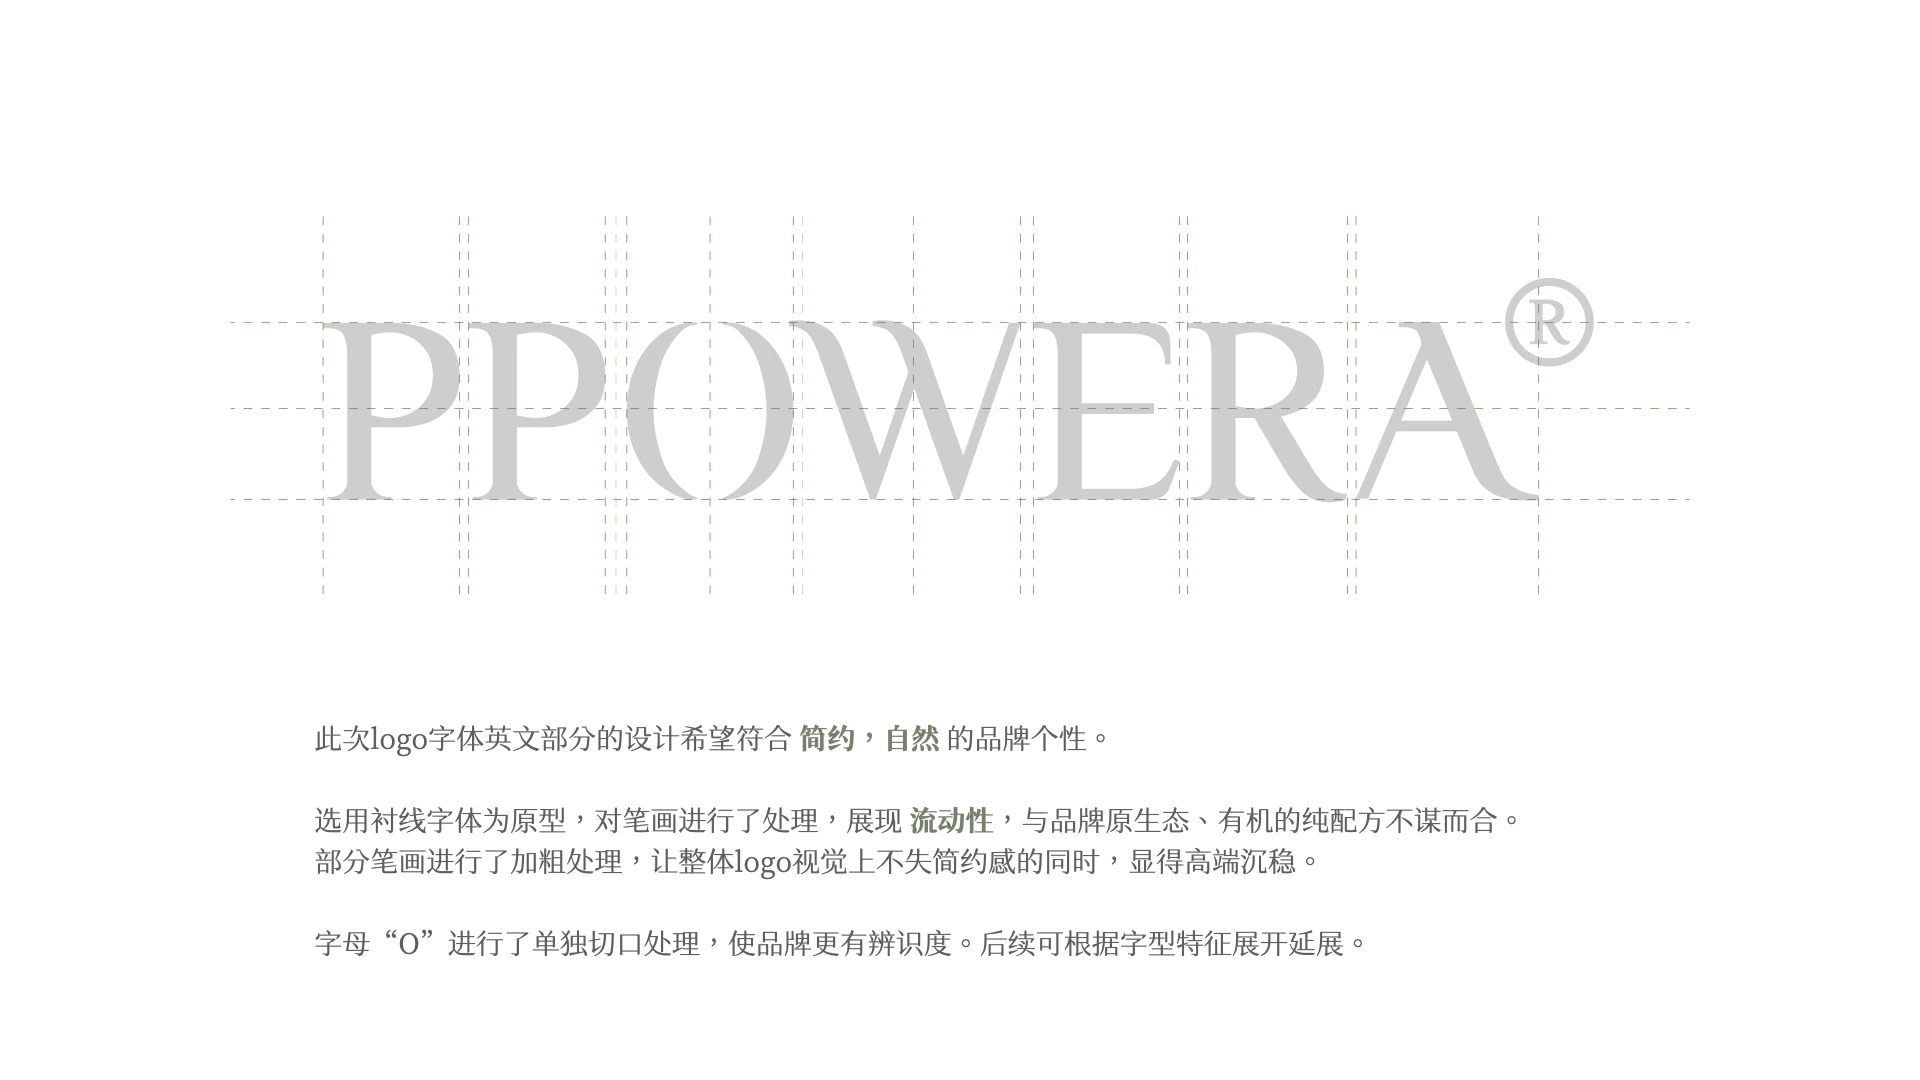 PPOWERA®
此次logo字体英文部分的设计希望符合 简约，自然 的品牌个性。
选用衬线字体为原型，对笔画进行了处理，展现 流动性，与品牌原生态、有机的纯配方不谋而合。
部分笔画进行了加粗处理，让整体logo视觉上不失简约感的同时，显得高端沉稳。
字母“O”进行了单独切口处理，使品牌更有辨识度。后续可根据字型特征展开延展。